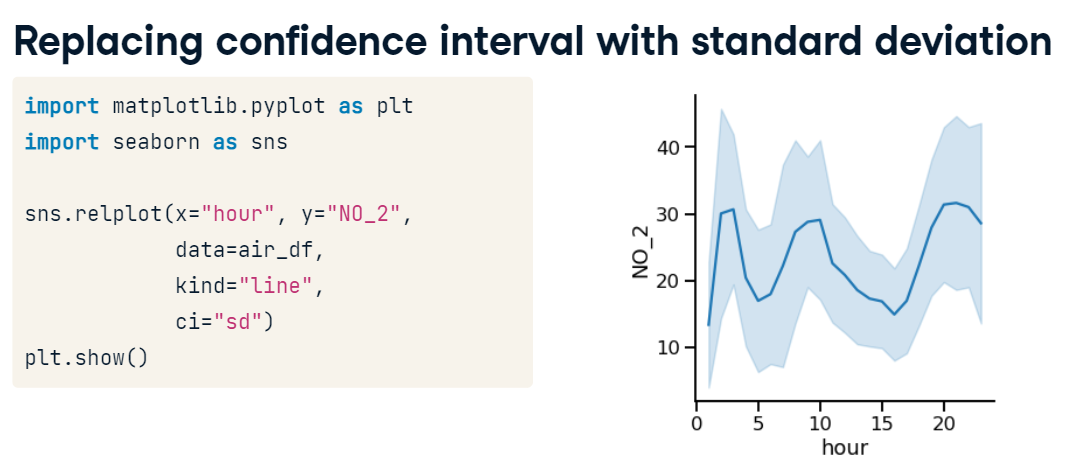 Replacing confidence interval with standard deviation
import matplotlib.pyplot as plt
import seaborn as sns
sns.relplot(x="hour", y="NO_2",
data=air_df,
kind="line",
ci="sd")
plt.show()
NO_2
40
30
20
10
0 5 10 15 20
hour